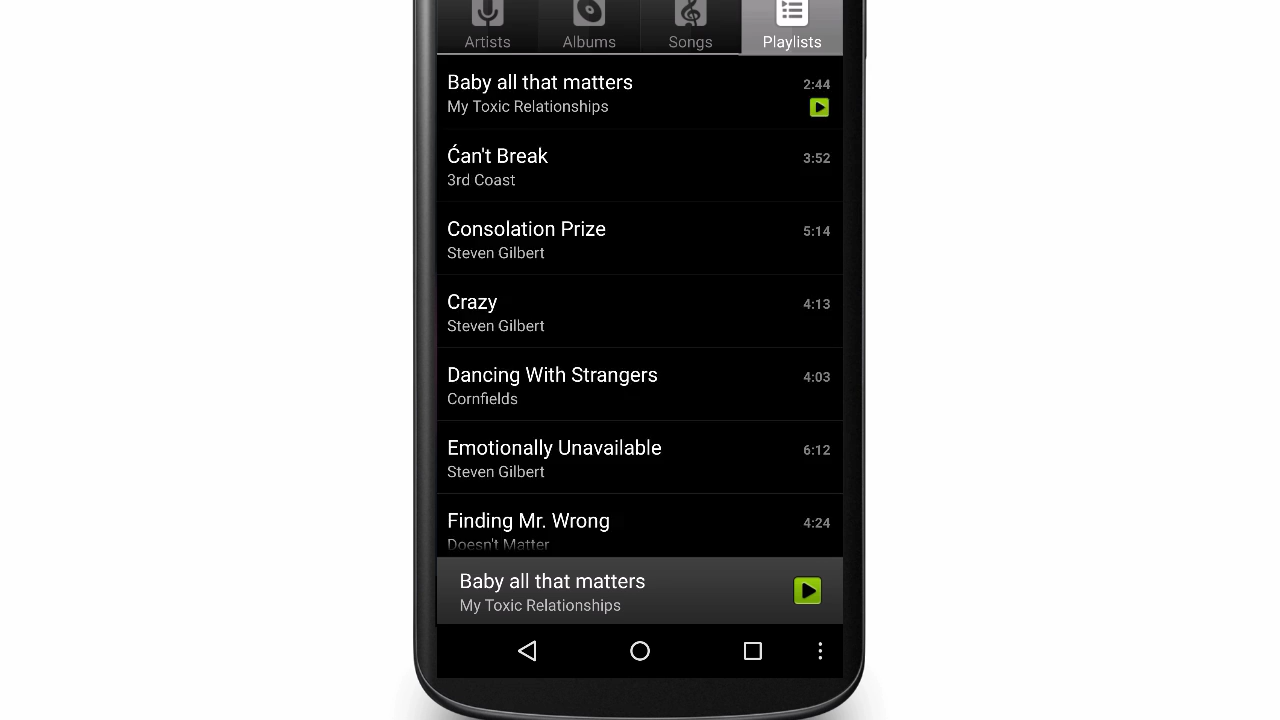 Artists Albums Songs Playlists
Baby all that matters 2:44
My Toxic Relationships
Ćan't Break 3:52
3rd Coast
Consolation Prize 5:14
Steven Gilbert
Crazy 4:13
Steven Gilbert
Dancing With Strangers 4:03
Cornfields
Emotionally Unavailable 6:12
Steven Gilbert
Finding Mr. Wrong 4:24
Doesn't Matter
Baby all that matters
My Toxic Relationships